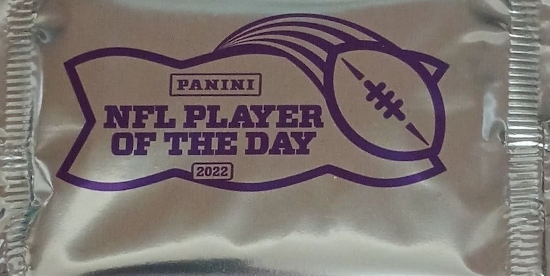 PANINI
NFL PLAYER
OF THE DAY
2022